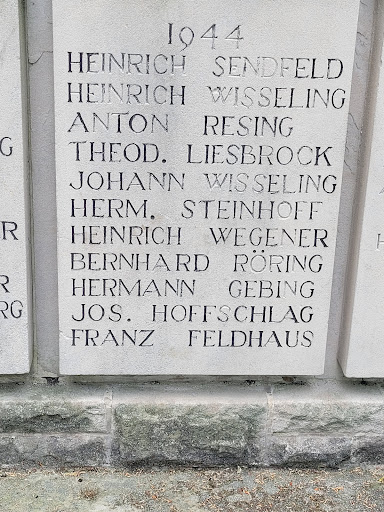 1944
HEINRICH SENDFELD
HEINRICH WISSELING
ANTON RESING
THEOD. LIESBROCK
JOHANN WISSELING
HERM. STEINHOFF
HEINRICH WEGENER
BERNHARD RÖRING
HERMANN GEBING
JOS. HOFFSCHLAG
FRANZ FELDHAUS